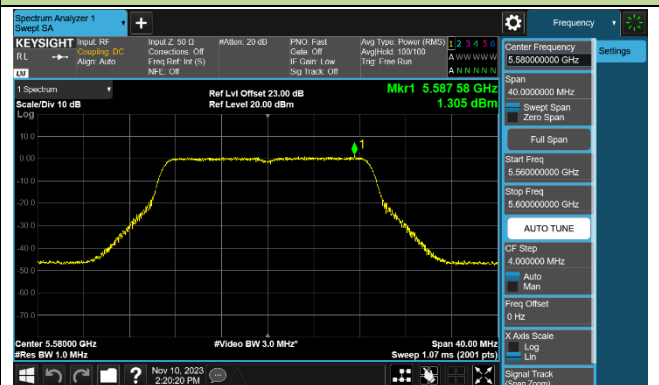 Spectrum Analyzer 1
Swept SA
+
Frequency
KEYSIGHT Input: RF
RL Coupling: DC
Align: Auto
LXI
Input Z: 50 Ω
Corrections: Off
Freq Ref: Int (S)
NFE: Off
#Atten: 20 dB
PNO: Fast
Gate: Off
IF Gain: Low
Sig Track: Off
Avg Type: Power (RMS)
Avg|Hold: 100/100
Trig: Free Run
1 2 3 4 5 6
A W W W W W
A N N N N N
1 Spectrum
Scale/Div 10 dB
Log
Ref Lvl Offset 23.00 dB
Ref Level 20.00 dBm
Mkr1 5.587 58 GHz
1.305 dBm
10.0
0.00
-10.0
-20.0
-30.0
-40.0
-50.0
-60.0
-70.0
1
Center 5.58000 GHz
#Res BW 1.0 MHz
#Video BW 3.0 MHz*
Span 40.00 MHz
Sweep 1.07 ms (2001 pts)
Nov 10, 2023
2:20:20 PM
Center Frequency
5.580000000 GHz
Settings
Span
40.0000000 MHz
Swept Span
Zero Span
Full Span
Start Freq
5.560000000 GHz
Stop Freq
5.600000000 GHz
AUTO TUNE
CF Step
4.000000 MHz
Auto
Man
Freq Offset
0 Hz
X Axis Scale
Log
Lin
Signal Track
(Span Zoom)